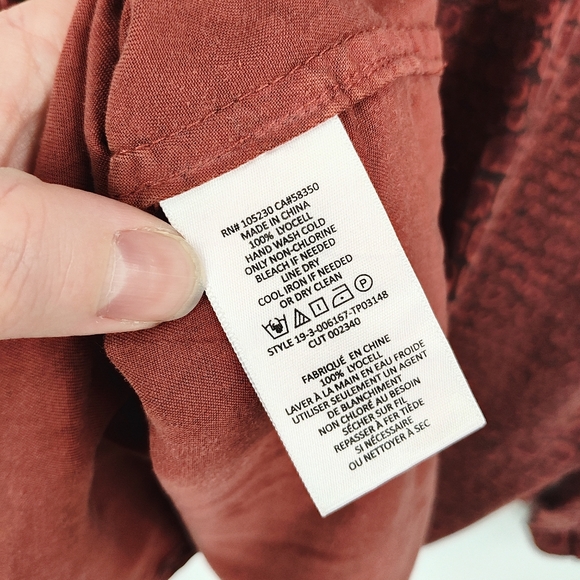 RN# 105230 CA#58350
MADE IN CHINA
100% LYOCELL
HAND WASH COLD
ONLY NON-CHLORINE
BLEACH IF NEEDED
LINE DRY
COOL IRON IF NEEDED
OR DRY CLEAN
P
STYLE 19-3-006167-TP03148
CUT 002340
FABRIQUÉ EN CHINE
100% LYOCELL
LAVER À LA MAIN EN EAU FROIDE
UTILISER SEULEMENT UN AGENT
DE BLANCHIMENT
NON CHLORÉ AU BESOIN
SÉCHER SUR FIL
REPASSER À FER TIÈDE
SI NÉCESSAIRE
OU NETTOYER À SEC